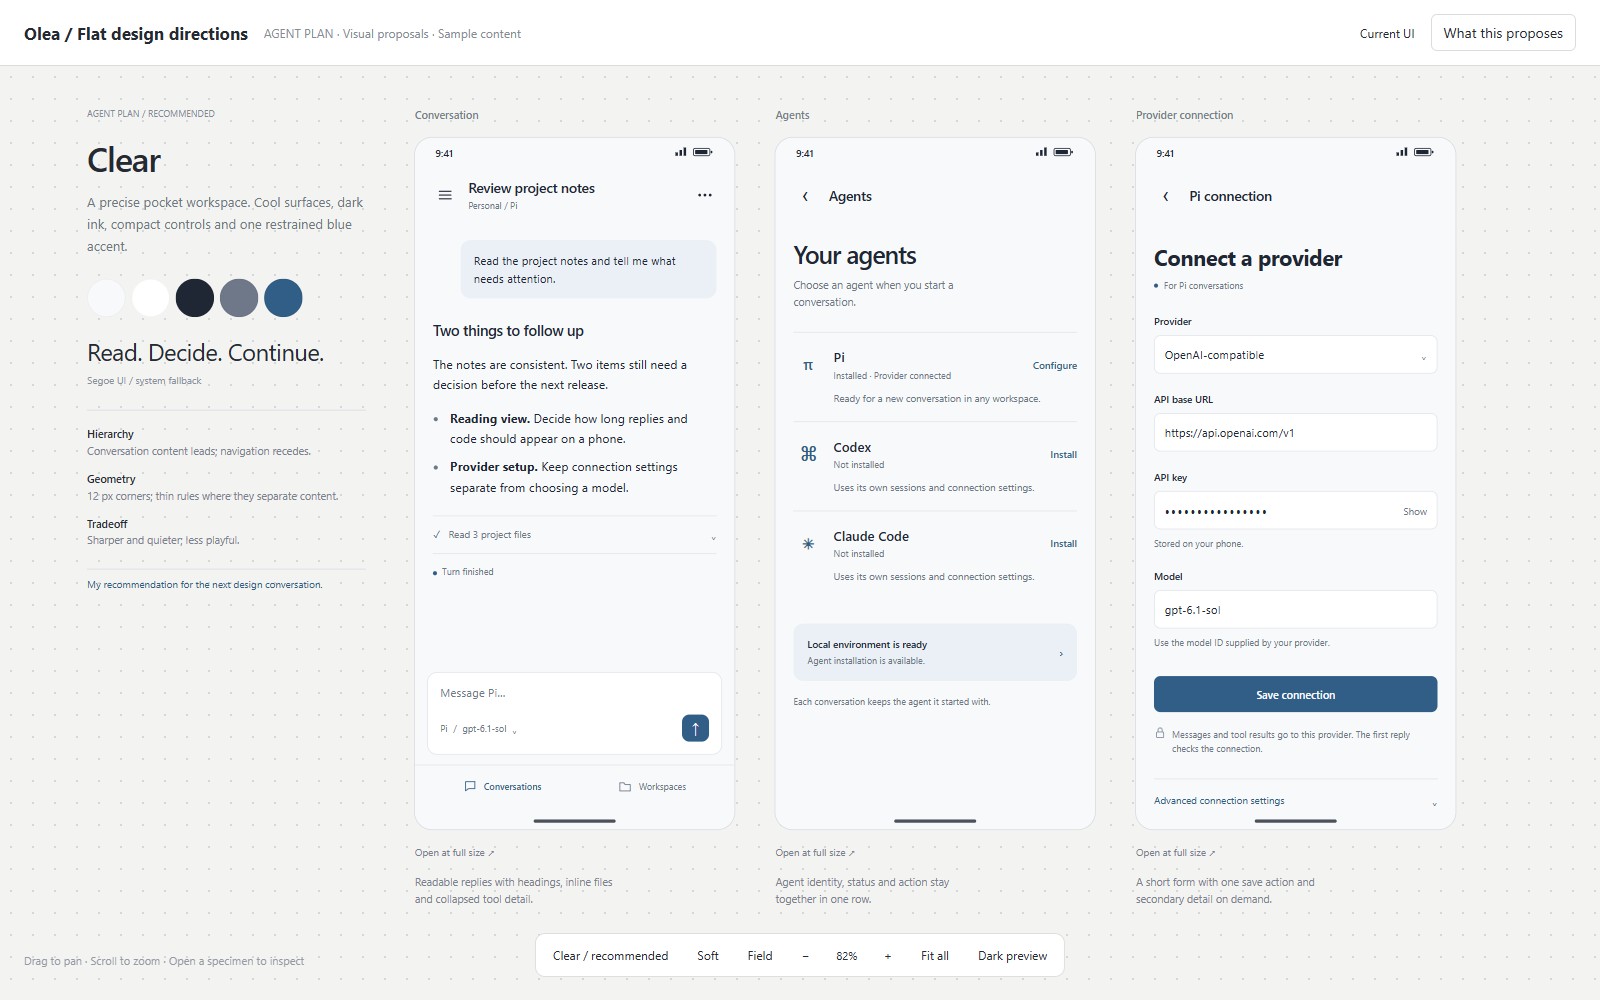 Olea / Flat design directions
AGENT PLAN · Visual proposals · Sample content
Current UI
What this proposes
AGENT PLAN / RECOMMENDED
Clear
A precise pocket workspace. Cool surfaces, dark
ink, compact controls and one restrained blue
accent.
Read. Decide. Continue.
Segoe UI / system fallback
Hierarchy
Conversation content leads; navigation recedes.
Geometry
12 px corners; thin rules where they separate content.
Tradeoff
Sharper and quieter; less playful.
My recommendation for the next design conversation.
Conversation
9:41
Review project notes
Personal / Pi
Read the project notes and tell me what
needs attention.
Two things to follow up
The notes are consistent. Two items still need a
decision before the next release.
• Reading view. Decide how long replies and
code should appear on a phone.
• Provider setup. Keep connection settings
separate from choosing a model.
✓ Read 3 project files
Turn finished
Message Pi...
Pi / gpt-6.1-sol
Conversations
Workspaces
Open at full size ↗
Readable replies with headings, inline files
and collapsed tool detail.
Agents
9:41
Agents
Your agents
Choose an agent when you start a
conversation.
π
Pi
Installed · Provider connected
Configure
Ready for a new conversation in any workspace.
⌘
Codex
Not installed
Install
Uses its own sessions and connection settings.
Claude Code
Not installed
Install
Uses its own sessions and connection settings.
Local environment is ready
Agent installation is available.
Each conversation keeps the agent it started with.
Open at full size ↗
Agent identity, status and action stay
together in one row.
Provider connection
9:41
Pi connection
Connect a provider
For Pi conversations
Provider
OpenAI-compatible
API base URL
https://api.openai.com/v1
API key
••••••••••••••••
Show
Stored on your phone.
Model
gpt-6.1-sol
Use the model ID supplied by your provider.
Save connection
Messages and tool results go to this provider. The first reply
checks the connection.
Advanced connection settings
Open at full size ↗
A short form with one save action and
secondary detail on demand.
Drag to pan · Scroll to zoom · Open a specimen to inspect
Clear / recommended
Soft
Field
−
82%
+
Fit all
Dark preview